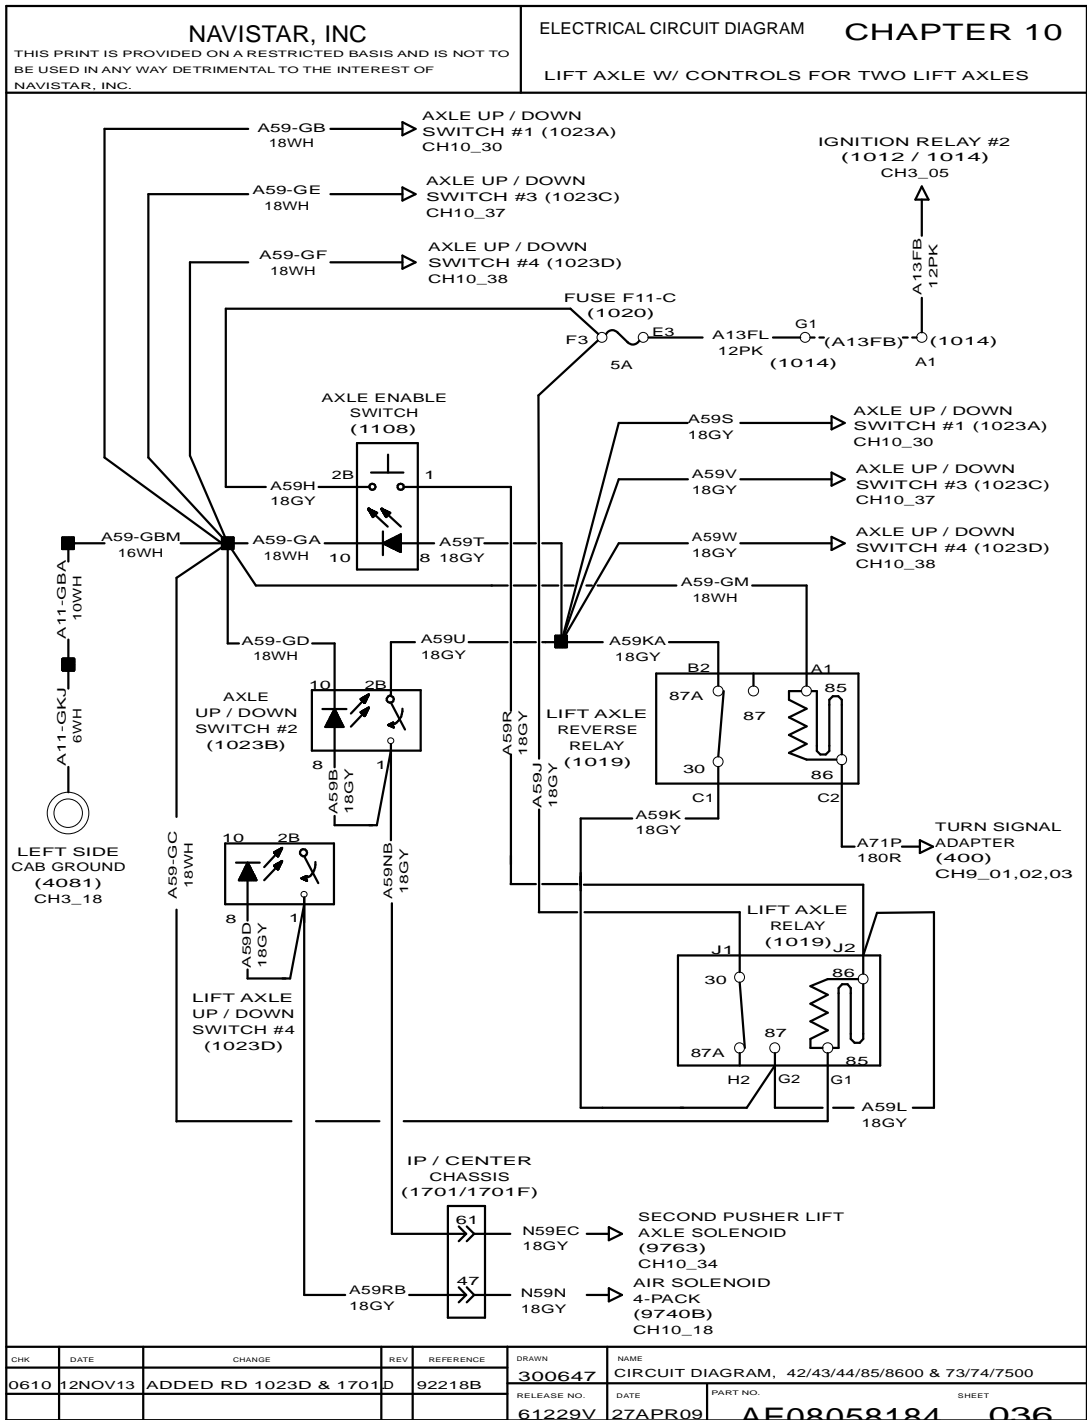 NAVISTAR, INC
THIS PRINT IS PROVIDED ON A RESTRICTED BASIS AND IS NOT TO
BE USED IN ANY WAY DETRIMENTAL TO THE INTEREST OF
NAVISTAR, INC.
ELECTRICAL CIRCUIT DIAGRAM CHAPTER 10
LIFT AXLE W/ CONTROLS FOR TWO LIFT AXLES
A59-GB
18WH
AXLE UP / DOWN
SWITCH #1 (1023A)
CH10_30
A59-GE
18WH
AXLE UP / DOWN
SWITCH #3 (1023C)
CH10_37
A59-GF
18WH
AXLE UP / DOWN
SWITCH #4 (1023D)
CH10_38
IGNITION RELAY #2
(1012 / 1014)
CH3_05
A13FB
12PK
FUSE F11-C
(1020)
F3
E3
5A
A13FL
12PK
G1
(1014)
(A13FB)
(1014)
A1
AXLE ENABLE
SWITCH
(1108)
2B
1
A59H
18GY
A59-GBM
16WH
A59-GA
18WH
10
8
A59T
18GY
A59S
18GY
AXLE UP / DOWN
SWITCH #1 (1023A)
CH10_30
A59V
18GY
AXLE UP / DOWN
SWITCH #3 (1023C)
CH10_37
A59W
18GY
AXLE UP / DOWN
SWITCH #4 (1023D)
CH10_38
A59-GM
18WH
A11-GBA
10WH
A11-GKJ
6WH
LEFT SIDE
CAB GROUND
(4081)
CH3_18
A59-GD
18WH
A59U
18GY
A59KA
18GY
10
2B
AXLE
UP / DOWN
SWITCH #2
(1023B)
8
1
A59B
18GY
A59R
18GY
A59J
18GY
LIFT AXLE
REVERSE
RELAY
(1019)
B2
A1
87A
87
85
30
86
C1
C2
A59K
18GY
A71P
180R
TURN SIGNAL
ADAPTER
(400)
CH9_01,02,03
A59-GC
18WH
10
2B
8
1
A59D
18GY
A59NB
18GY
LIFT AXLE
UP / DOWN
SWITCH #4
(1023D)
LIFT AXLE
RELAY
(1019)
J1
J2
30
86
87
87A
85
H2
G2
G1
A59L
18GY
IP / CENTER
CHASSIS
(1701/1701F)
61
N59EC
18GY
SECOND PUSHER LIFT
AXLE SOLENOID
(9763)
CH10_34
A59RB
18GY
47
N59N
18GY
AIR SOLENOID
4-PACK
(9740B)
CH10_18
CHK DATE CHANGE REV REFERENCE
0610 12NOV13 ADDED RD 1023D & 1701 D 92218B
DRAWN
300647
NAME
CIRCUIT DIAGRAM, 42/43/44/85/8600 & 73/74/7500
RELEASE NO.
61229V
DATE
27APR09
PART NO.
AE08058184
SHEET
036